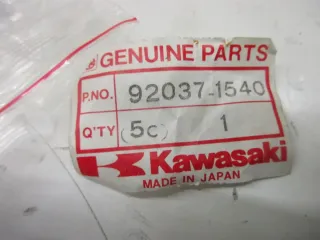 GENUINE PARTS
P.NO. 92037-1540
Q'TY (5C) 1
Kawasaki
MADE IN JAPAN